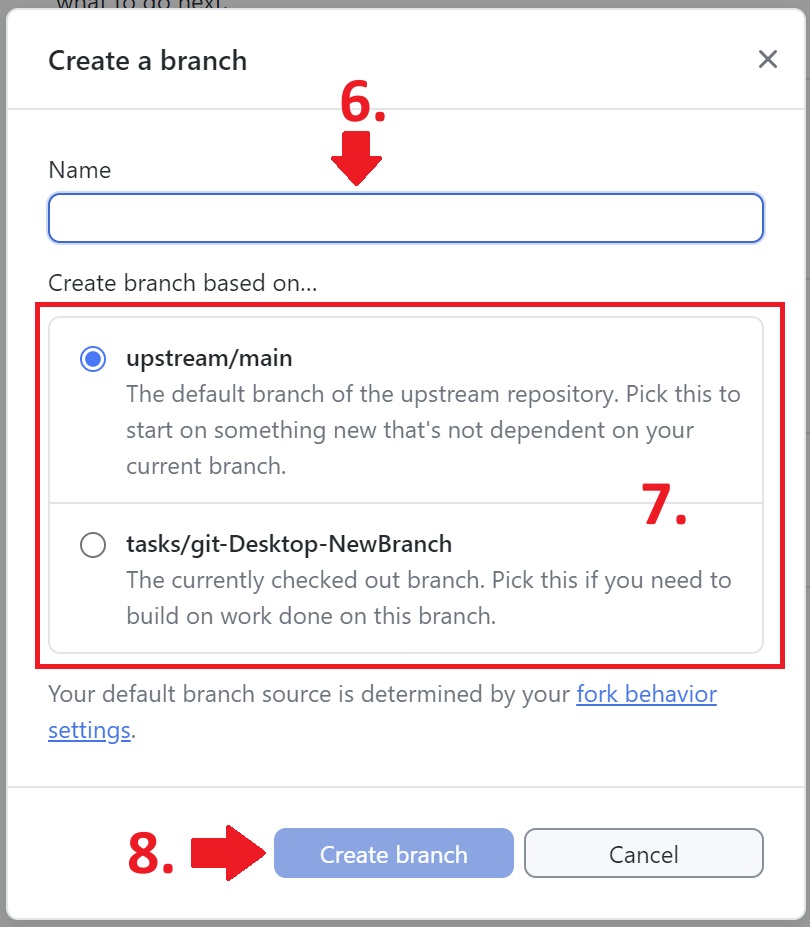 what to do next.
Create a branch
6.
Name
Create branch based on...
upstream/main
The default branch of the upstream repository. Pick this to
start on something new that's not dependent on your
current branch.
7.
tasks/git-Desktop-NewBranch
The currently checked out branch. Pick this if you need to
build on work done on this branch.
Your default branch source is determined by your fork behavior
settings.
8.
Create branch
Cancel